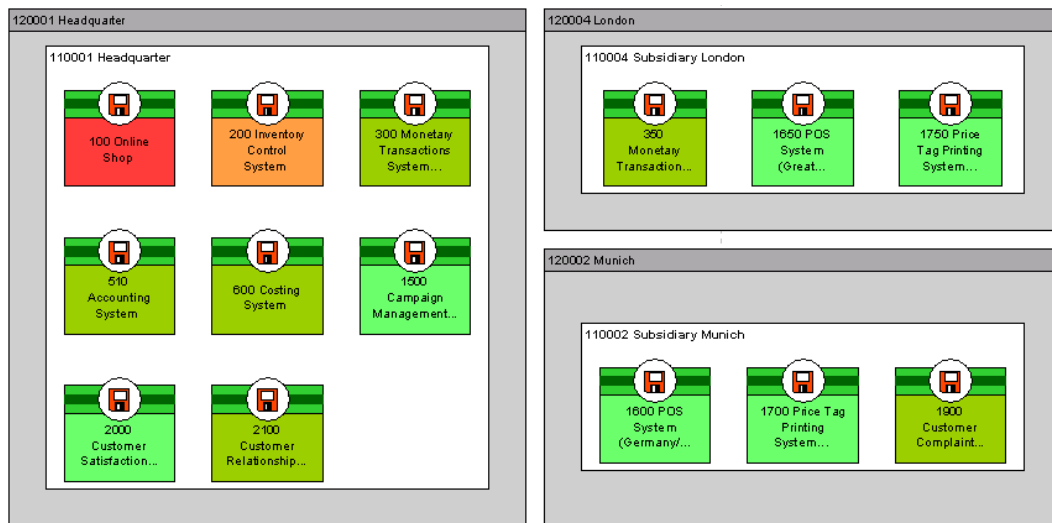 120001 Headquarter
110001 Headquarter
100 Online
Shop
200 Inventory
Control
System
300 Monetary
Transactions
System...
510
Accounting
System
600 Costing
System
1500
Campaign
Management...
2000
Customer
Satisfaction...
2100
Customer
Relationship...
120004 London
110004 Subsidiary London
350
Monetary
Transaction...
1650 POS
System
(Great...
1750 Price
Tag Printing
System...
120002 Munich
110002 Subsidiary Munich
1600 POS
System
(Germany/...
1700 Price Tag
Printing
System...
1900
Customer
Complaint...